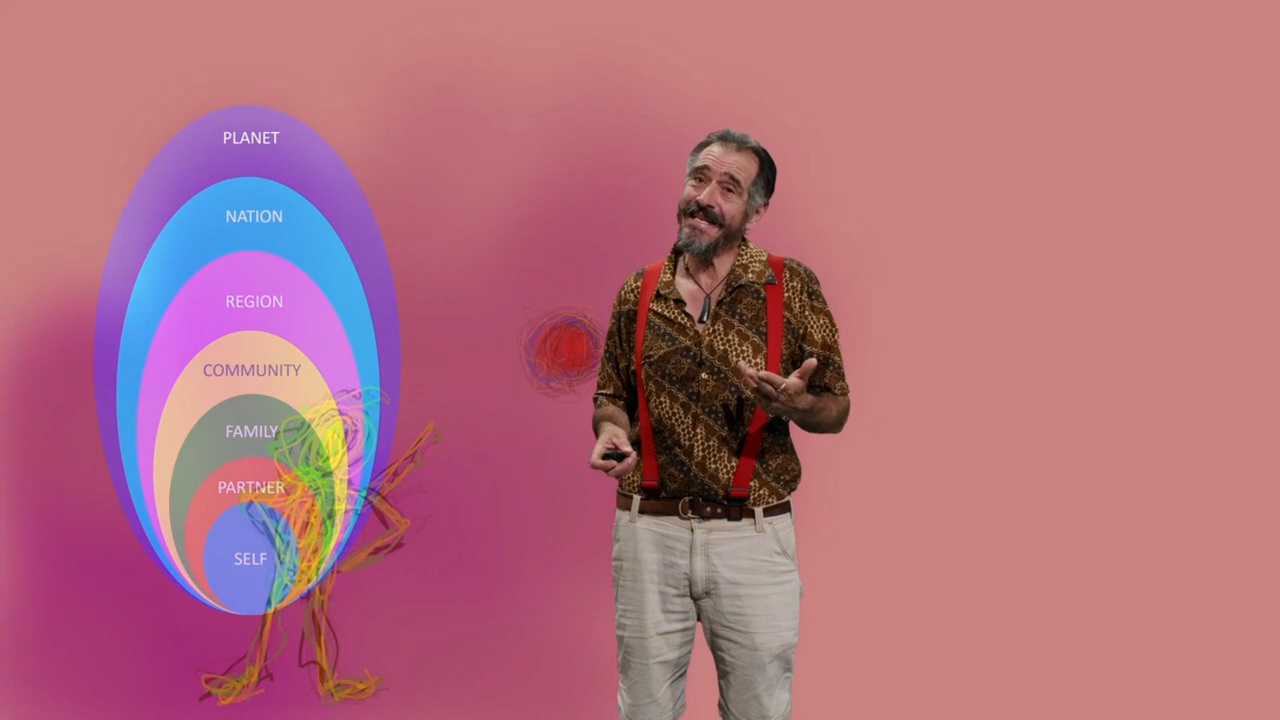 PLANET
NATION
REGION
COMMUNITY
FAMILY
PARTNER
SELF